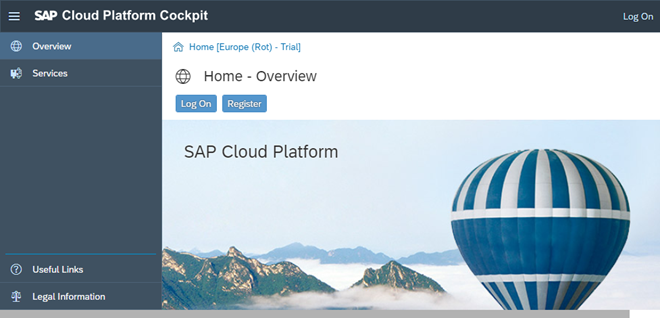 SAP Cloud Platform Cockpit
Log On
Overview
Services
Home [Europe (Rot) - Trial]
Home - Overview
Log On
Register
SAP Cloud Platform
Useful Links
Legal Information